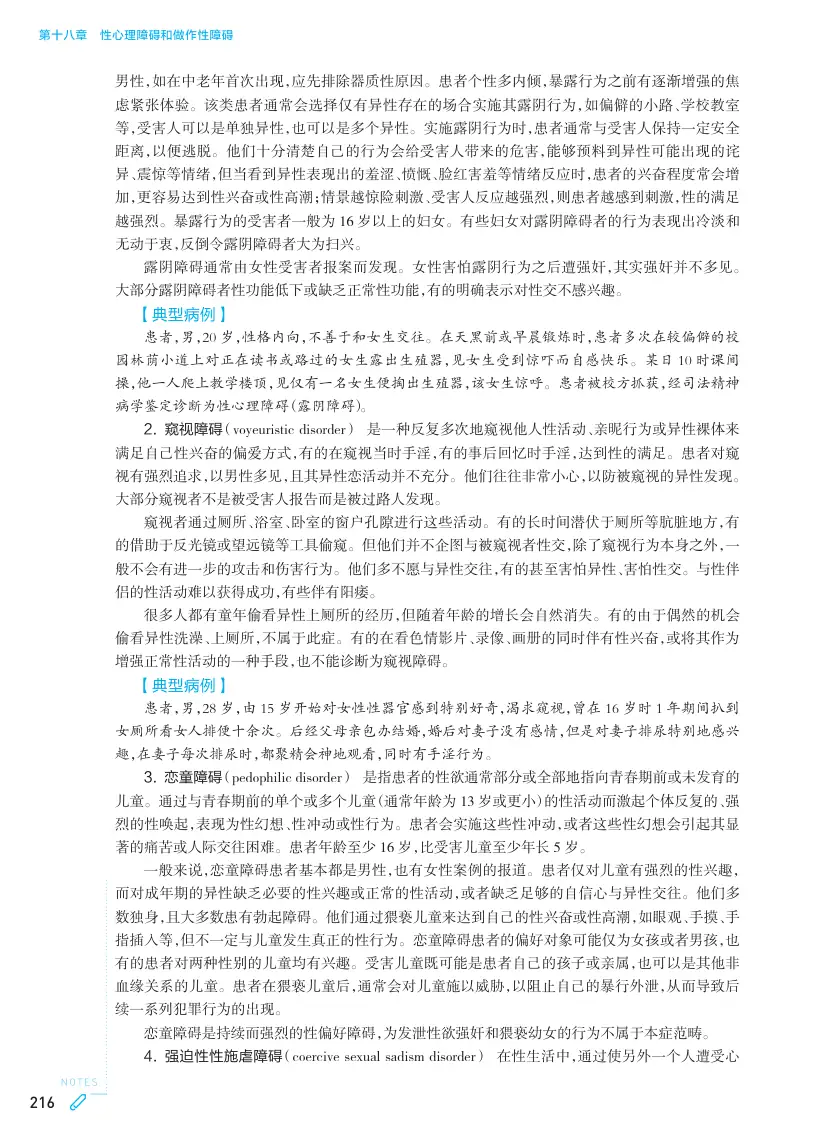 第十八章 性心理障碍和做作性障碍
男性,如在中老年首次出现,应先排除器质性原因。患者个性多内倾,暴露行为之前有逐渐增强的焦
虑紧张体验。该类患者通常会选择仅有异性存在的场合实施其露阴行为,如偏僻的小路、学校教室
等,受害人可以是单独异性,也可以是多个异性。实施露阴行为时,患者通常与受害人保持一定安全
距离,以便逃脱。他们十分清楚自己的行为会给受害人带来的危害,能够预料到异性可能出现的诧
异、震惊等情绪,但当看到异性表现出的羞涩、愤慨、脸红害羞等情绪反应时,患者的兴奋程度常会增
加,更容易达到性兴奋或性高潮;情景越惊险刺激、受害人反应越强烈,则患者越感到刺激,性的满足
越强烈。暴露行为的受害者一般为 16 岁以上的妇女。有些妇女对露阴障碍者的行为表现出冷淡和
无动于衷,反倒令露阴障碍者大为扫兴。
露阴障碍通常由女性受害者报案而发现。女性害怕露阴行为之后遭强奸,其实强奸并不多见。
大部分露阴障碍者性功能低下或缺乏正常性功能,有的明确表示对性交不感兴趣。
【典型病例】
患者,男,20 岁,性格内向,不善于和女生交往。在天黑前或早晨锻炼时,患者多次在较偏僻的校
园林荫小道上对正在读书或路过的女生露出生殖器,见女生受到惊吓而自感快乐。某日 10 时课间
操,他一人爬上教学楼顶,见仅有一名女生便掏出生殖器,该女生惊呼。患者被校方抓获,经司法精神
病学鉴定诊断为性心理障碍(露阴障碍)。
2. 窥视障碍(voyeuristic disorder) 是一种反复多次地窥视他人性活动、亲昵行为或异性裸体来
满足自己性兴奋的偏爱方式,有的在窥视当时手淫,有的事后回忆时手淫,达到性的满足。患者对窥
视有强烈追求,以男性多见,且其异性恋活动并不充分。他们往往非常小心,以防被窥视的异性发现。
大部分窥视者不是被受害人报告而是被过路人发现。
窥视者通过厕所、浴室、卧室的窗户孔隙进行这些活动。有的长时间潜伏于厕所等肮脏地方,有
的借助于反光镜或望远镜等工具偷窥。但他们并不企图与被窥视者性交,除了窥视行为本身之外,一
般不会有进一步的攻击和伤害行为。他们多不愿与异性交往,有的甚至害怕异性、害怕性交。与性伴
侣的性活动难以获得成功,有些伴有阳痿。
很多人都有童年偷看异性上厕所的经历,但随着年龄的增长会自然消失。有的由于偶然的机会
偷看异性洗澡、上厕所,不属于此症。有的在看色情影片、录像、画册的同时伴有性兴奋,或将其作为
增强正常性活动的一种手段,也不能诊断为窥视障碍。
【典型病例】
患者,男,28 岁,由 15 岁开始对女性性器官感到特别好奇,渴求窥视,曾在 16 岁时 1 年期间扒到
女厕所看女人排便十余次。后经父母亲包办结婚,婚后对妻子没有感情,但是对妻子排尿特别地感兴
趣,在妻子每次排尿时,都聚精会神地观看,同时有手淫行为。
3. 恋童障碍(pedophilic disorder) 是指患者的性欲通常部分或全部地指向青春期前或未发育的
儿童。通过与青春期前的单个或多个儿童(通常年龄为 13 岁或更小)的性活动而激起个体反复的、强
烈的性唤起,表现为性幻想、性冲动或性行为。患者会实施这些性冲动,或者这些性幻想会引起其显
著的痛苦或人际交往困难。患者年龄至少 16 岁,比受害儿童至少年长 5 岁。
一般来说,恋童障碍患者基本都是男性,也有女性案例的报道。患者仅对儿童有强烈的性兴趣,
而对成年期的异性缺乏必要的性兴趣或正常的性活动,或者缺乏足够的自信心与异性交往。他们多
数独身,且大多数患有勃起障碍。他们通过猥亵儿童来达到自己的性兴奋或性高潮,如眼观、手摸、手
指插入等,但不一定与儿童发生真正的性行为。恋童障碍患者的偏好对象可能仅为女孩或者男孩,也
有的患者对两种性别的儿童均有兴趣。受害儿童既可能是患者自己的孩子或亲属,也可以是其他非
血缘关系的儿童。患者在猥亵儿童后,通常会对儿童施以威胁,以阻止自己的暴行外泄,从而导致后
续一系列犯罪行为的出现。
恋童障碍是持续而强烈的性偏好障碍,为发泄性欲强奸和猥亵幼女的行为不属于本症范畴。
4. 强迫性性施虐障碍(coercive sexual sadism disorder) 在性生活中,通过使另外一个人遭受心
NOTES
216